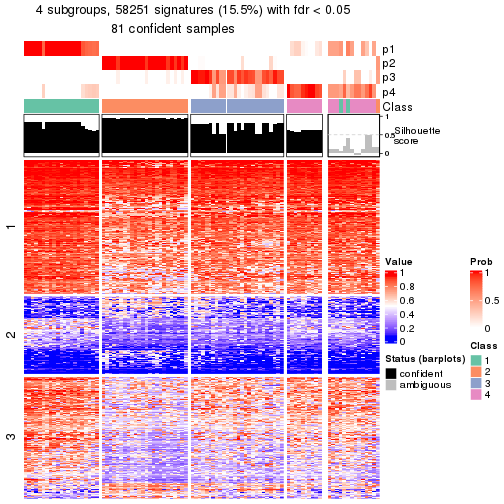 4 subgroups, 58251 signatures (15.5%) with fdr < 0.05
81 confident samples
p1
p2
p3
p4
Class
1
0.5
0
Silhouette
score
1
2
3
Value
1
0.8
0.6
0.4
0.2
0
Status (barplots)
confident
ambiguous
Prob
1
0.5
0
Class
1
2
3
4